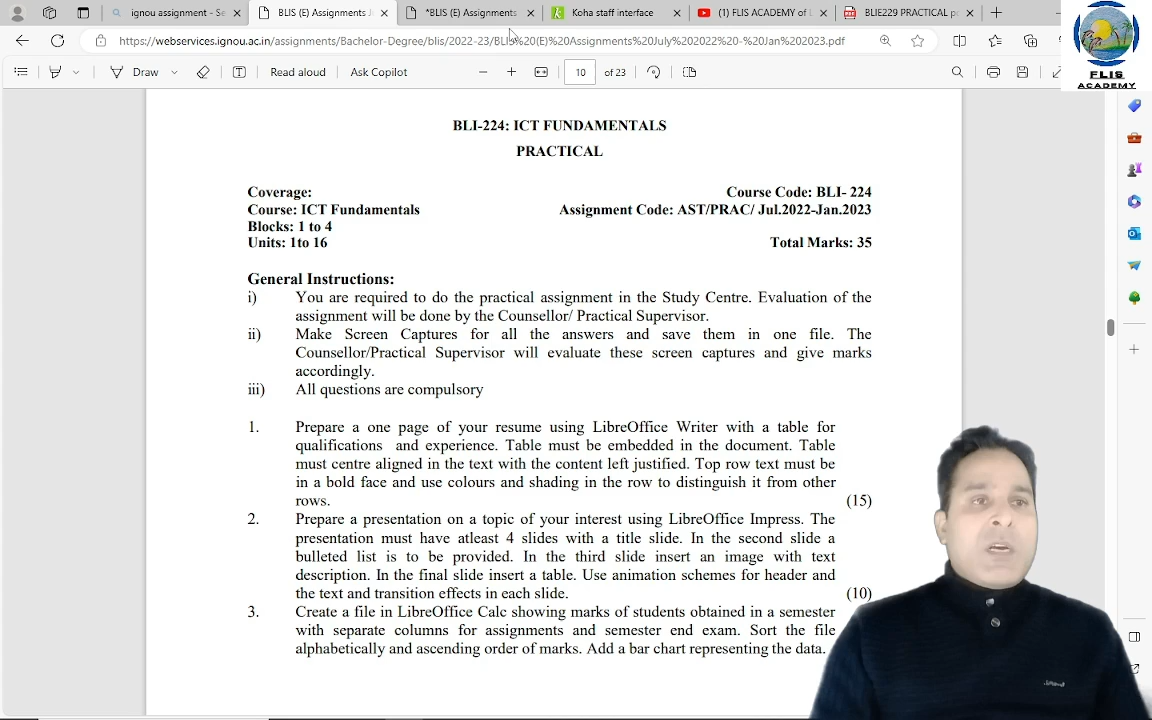 ignou assignment - Se
BLIS (E) Assignments J
*BLIS (E) Assignments
Koha staff interface
(1) FLIS ACADEMY of L
BLIE229 PRACTICAL p
https://webservices.ignou.ac.in/assignments/Bachelor-Degree/blis/2022-23/BLIS%20(E)%20Assignments%20July%202022%20-%20Jan%202023.pdf
Draw
Read aloud
Ask Copilot
10 of 23
FLIS
ACADEMY
BLI-224: ICT FUNDAMENTALS
PRACTICAL
Coverage:
Course Code: BLI- 224
Course: ICT Fundamentals
Assignment Code: AST/PRAC/ Jul.2022-Jan.2023
Blocks: 1 to 4
Units: 1to 16
Total Marks: 35
General Instructions:
i) You are required to do the practical assignment in the Study Centre. Evaluation of the
assignment will be done by the Counsellor/ Practical Supervisor.
ii) Make Screen Captures for all the answers and save them in one file. The
Counsellor/Practical Supervisor will evaluate these screen captures and give marks
accordingly.
iii) All questions are compulsory
1. Prepare a one page of your resume using LibreOffice Writer with a table for
qualifications and experience. Table must be embedded in the document. Table
must centre aligned in the text with the content left justified. Top row text must be
in a bold face and use colours and shading in the row to distinguish it from other
rows. (15)
2. Prepare a presentation on a topic of your interest using LibreOffice Impress. The
presentation must have atleast 4 slides with a title slide. In the second slide a
bulleted list is to be provided. In the third slide insert an image with text
description. In the final slide insert a table. Use animation schemes for header and
the text and transition effects in each slide. (10)
3. Create a file in LibreOffice Calc showing marks of students obtained in a semester
with separate columns for assignments and semester end exam. Sort the file
alphabetically and ascending order of marks. Add a bar chart representing the data.